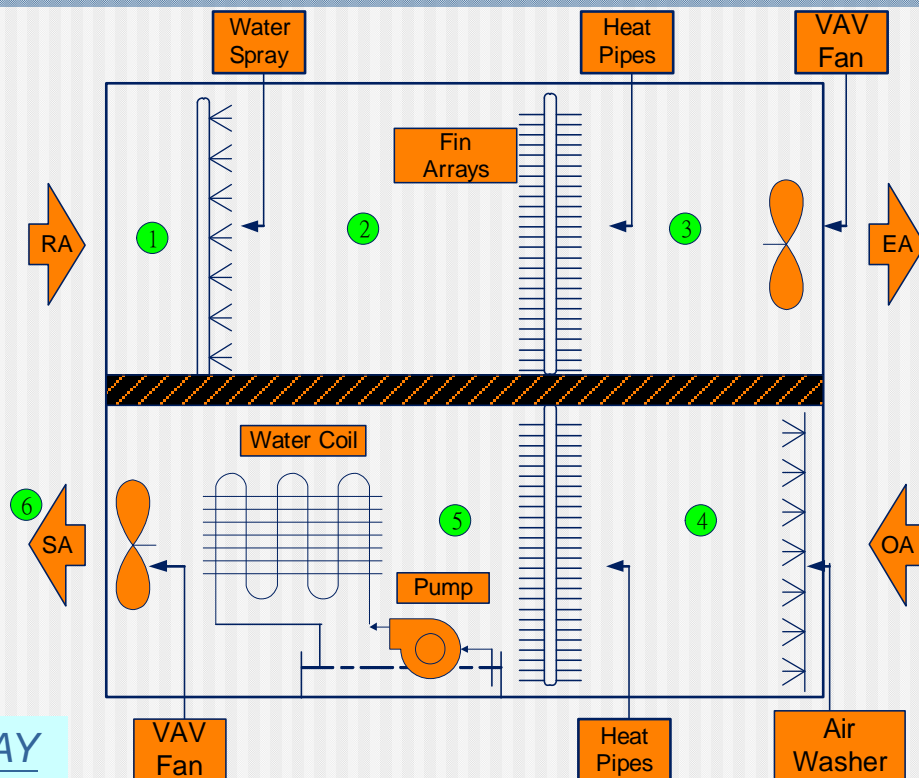 Water
Spray
Heat
Pipes
VAV
Fan
Fin
Arrays
RA
1
2
3
EA
Water Coil
6
SA
5
4
OA
Pump
VAV
Fan
Heat
Pipes
Air
Washer
AY